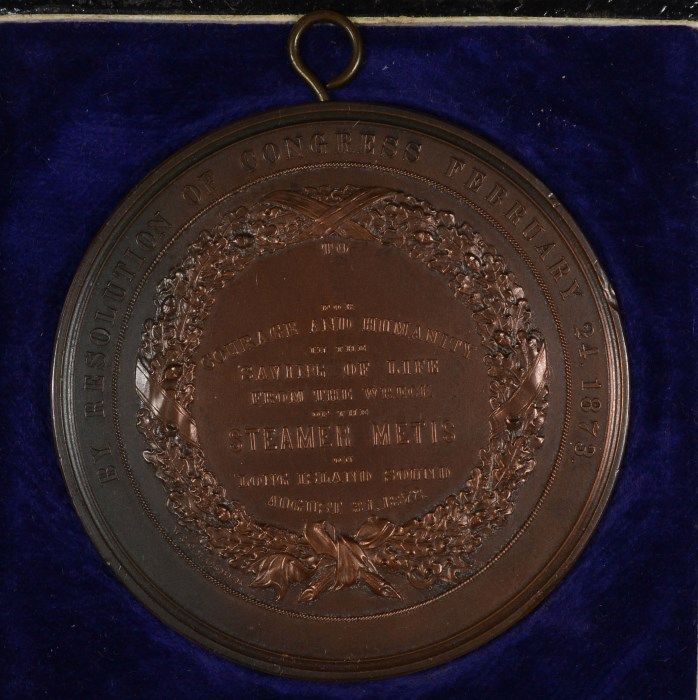 BY RESOLUTION OF CONGRESS FEBRUARY 24. 1873.
TO
FOR
COURAGE AND HUMANITY
IN THE
SAVING OF LIFE
FROM THE WRECK
OF THE
STEAMER METIS
ON
LONG ISLAND SOUND
AUGUST 31. 1872.